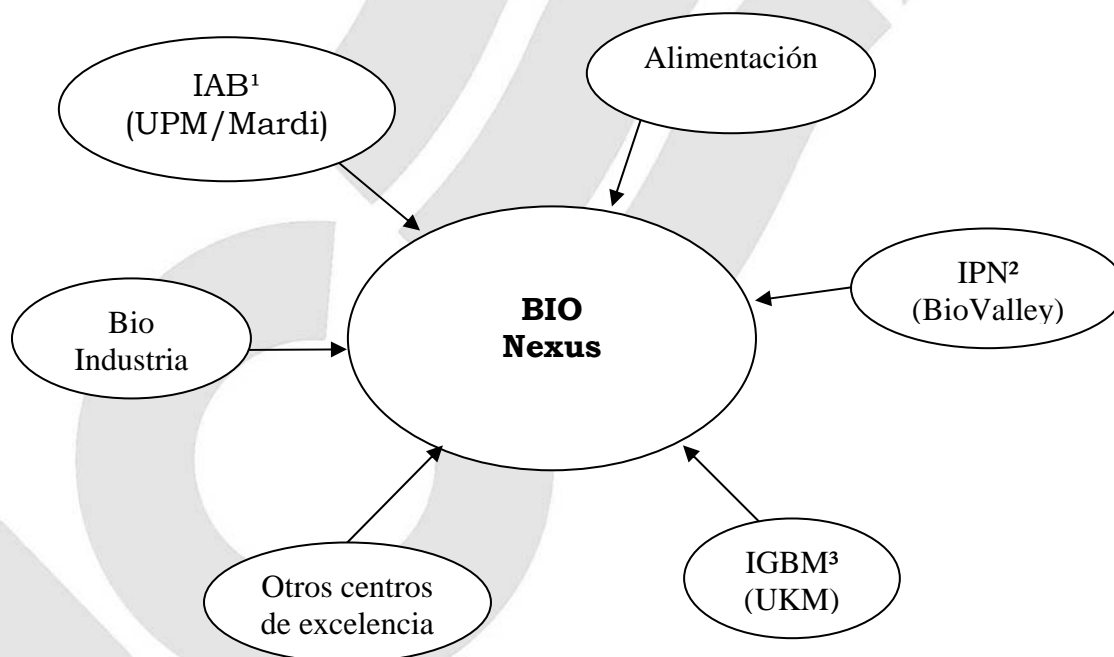 IAB¹
(UPM/Mardi)
Alimentación
IPN²
(BioValley)
BIO
Nexus
Bio
Industria
IGBM³
(UKM)
Otros centros
de excelencia